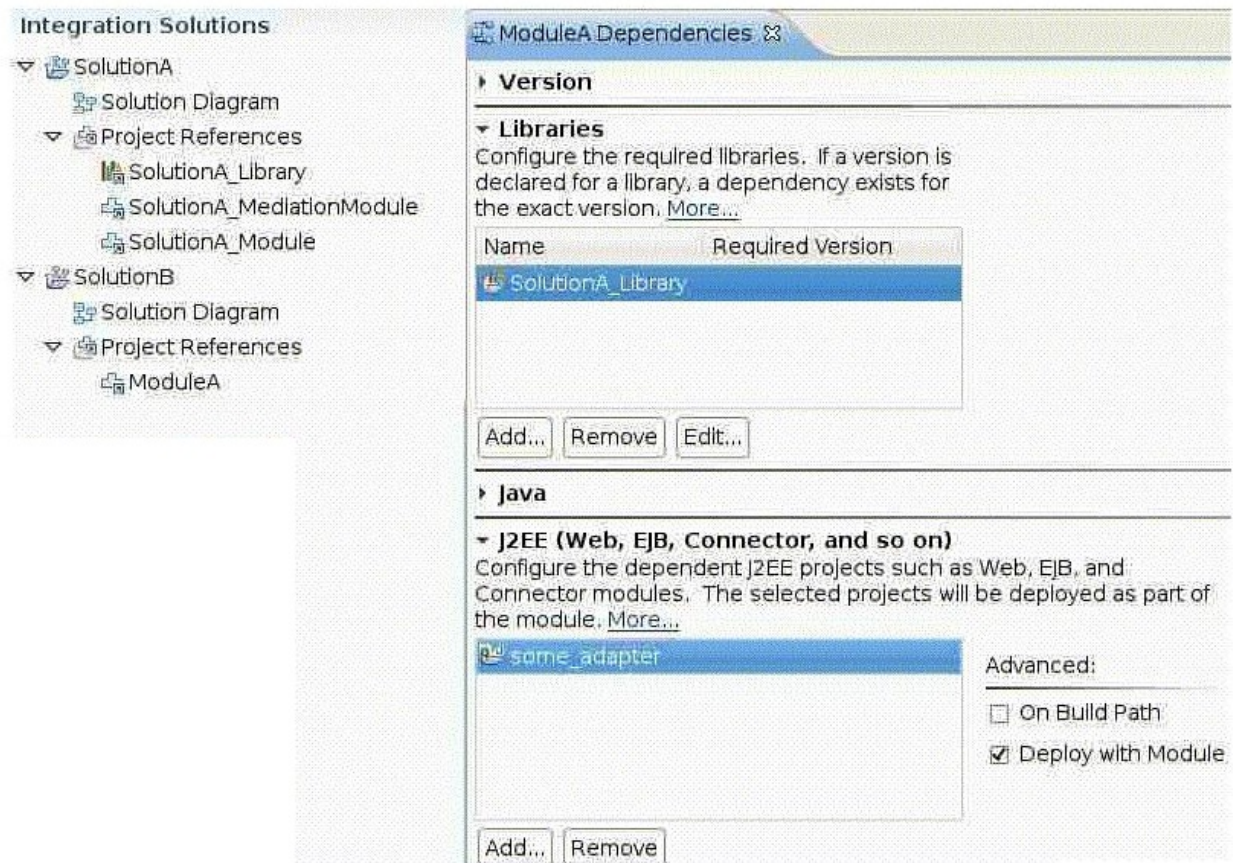 Integration Solutions
SolutionA
Solution Diagram
Project References
SolutionA_Library
SolutionA_MediationModule
SolutionA_Module
SolutionB
Solution Diagram
Project References
ModuleA
ModuleA Dependencies
Version
Libraries
Configure the required libraries. If a version is
declared for a library, a dependency exists for
the exact version. More...
Name Required Version
SolutionA_Library
Add... Remove Edit...
Java
J2EE (Web, EJB, Connector, and so on)
Configure the dependent J2EE projects such as Web, EJB, and
Connector modules. The selected projects will be deployed as part of
the module. More...
some_adapter
Advanced:
On Build Path
Deploy with Module
Add... Remove